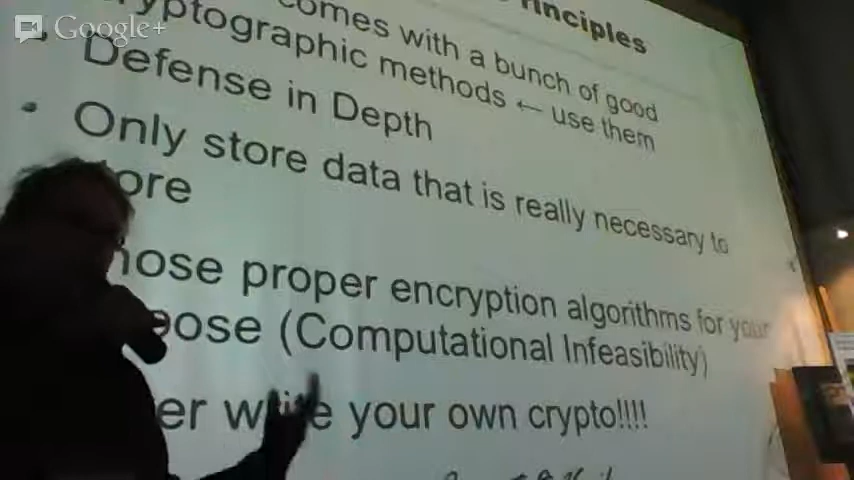 Google+
rinciples
omes with a bunch of good
yptographic methods ← use them
Defense in Depth
Only store data that is really necessary to
ore
hose proper encryption algorithms for your
pose (Computational Infeasibility)
er write your own crypto!!!!